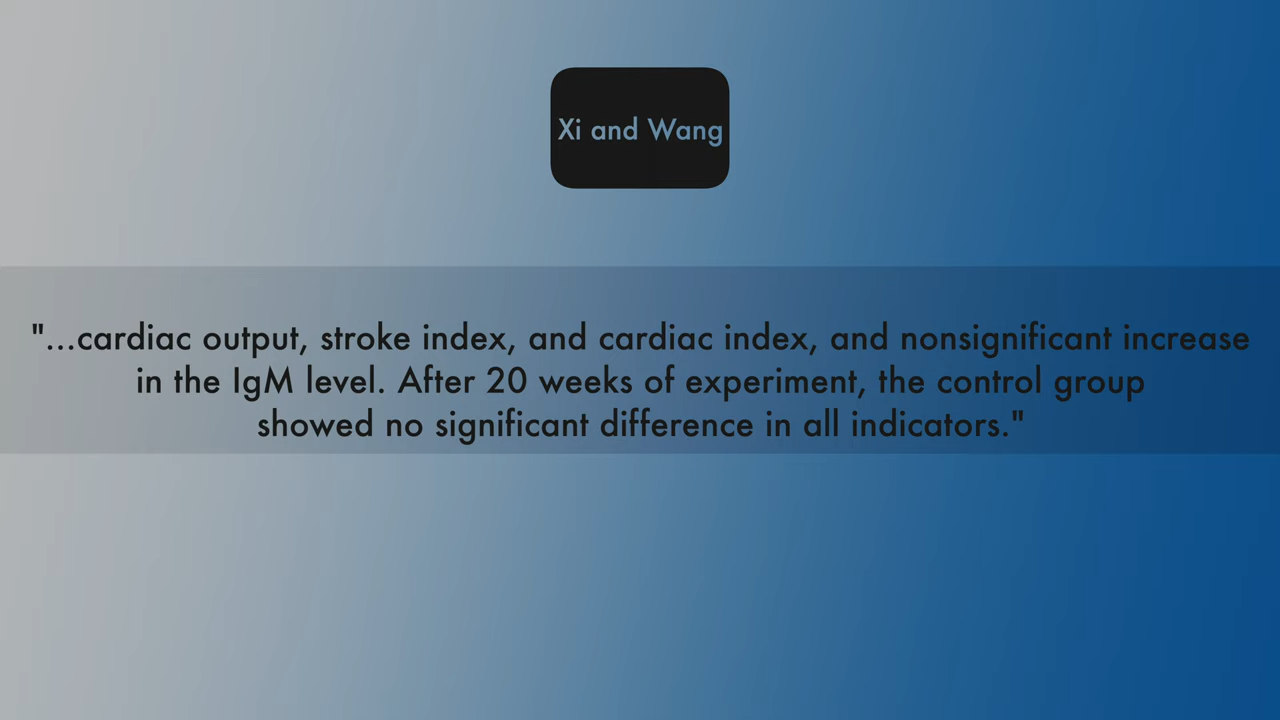 Xi and Wang
"...cardiac output, stroke index, and cardiac index, and nonsignificant increase
in the IgM level. After 20 weeks of experiment, the control group
showed no significant difference in all indicators."